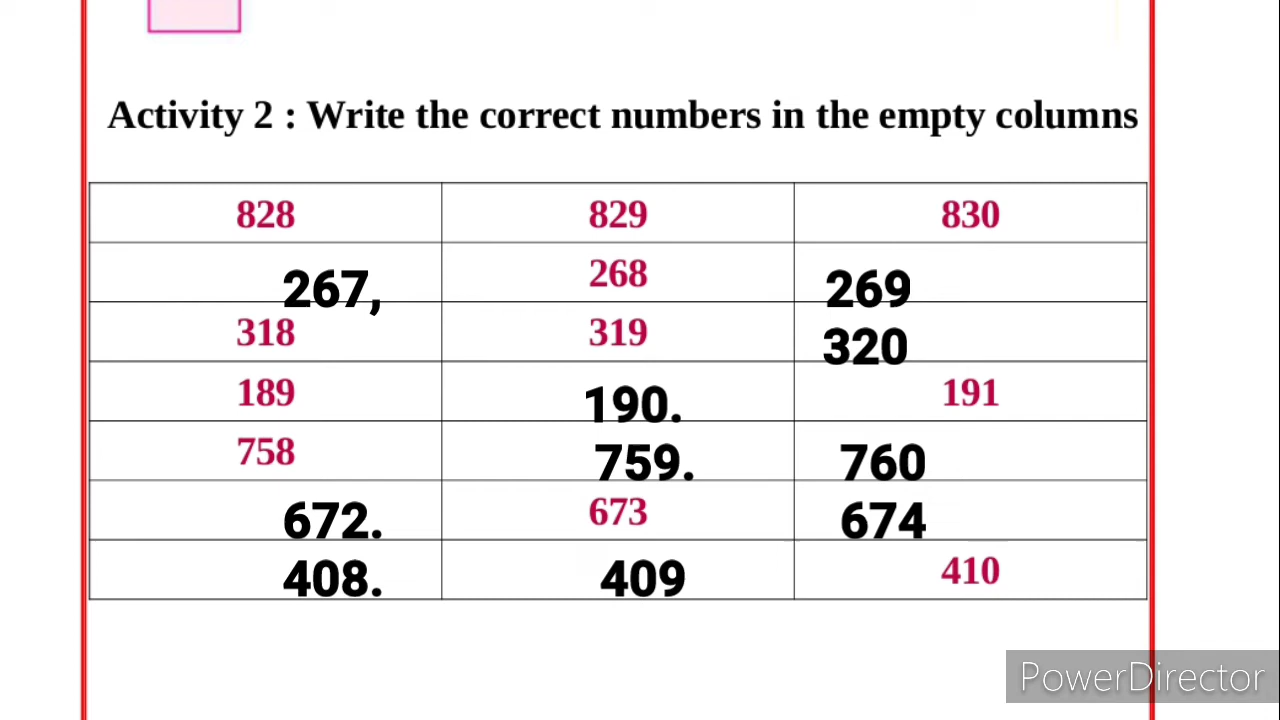 Activity 2 : Write the correct numbers in the empty columns
828 829 830
267, 268 269
318 319 320
189 190. 191
758 759. 760
672. 673 674
408. 409 410
PowerDirector